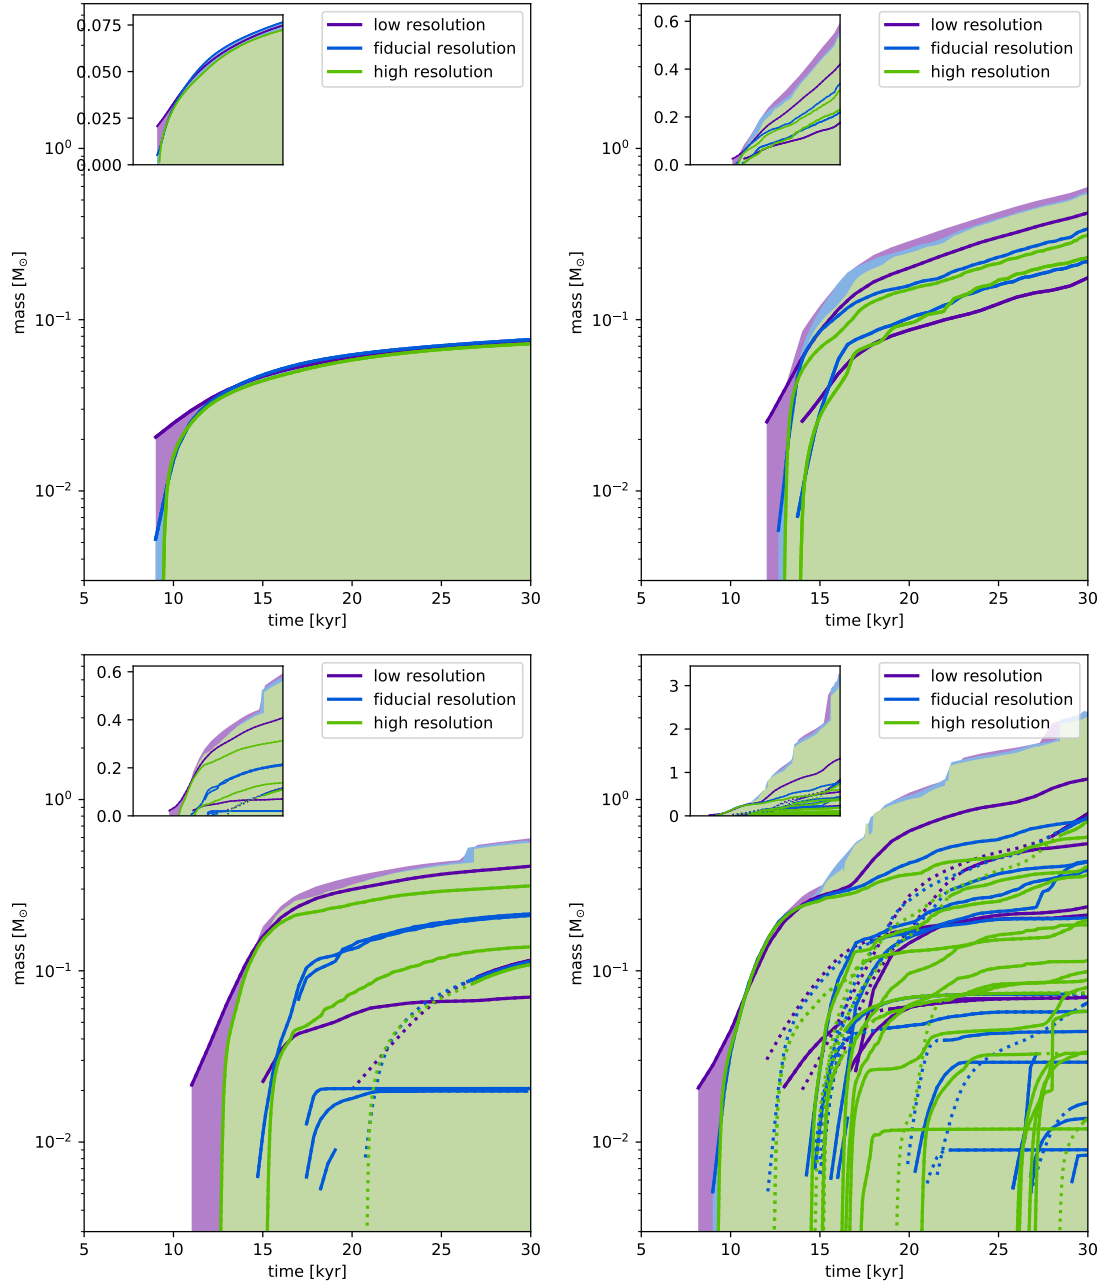 0.075
0.050
0.025
0.000
low resolution
fiducial resolution
high resolution
10⁰
10⁻¹
10⁻²
mass [M☉]
5 10 15 20 25 30
time [kyr]
0.6
0.4
0.2
0.0
low resolution
fiducial resolution
high resolution
10⁰
10⁻¹
10⁻²
mass [M☉]
5 10 15 20 25 30
time [kyr]
0.6
0.4
0.2
0.0
low resolution
fiducial resolution
high resolution
10⁰
10⁻¹
10⁻²
mass [M☉]
5 10 15 20 25 30
time [kyr]
3
2
1
0
low resolution
fiducial resolution
high resolution
10⁰
10⁻¹
10⁻²
mass [M☉]
5 10 15 20 25 30
time [kyr]